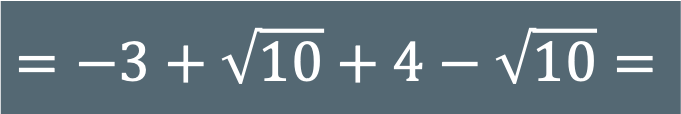 = −3 + √10 + 4 − √10 =